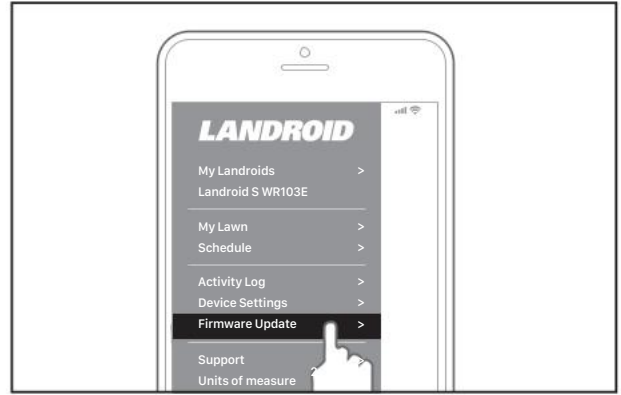 LANDROID
My Landroids >
Landroid S WR103E
My Lawn >
Schedule >
Activity Log >
Device Settings >
Firmware Update >
Support >
Units of measure